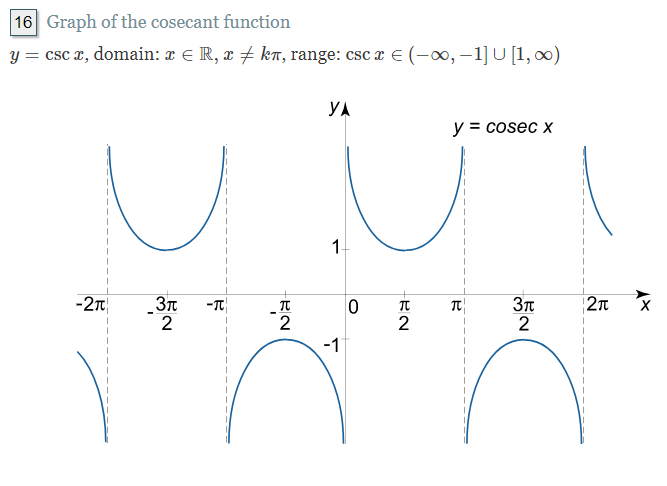 16 Graph of the cosecant function
y = csc x, domain: x ∈ ℝ, x ≠ kπ, range: csc x ∈ (−∞, −1] ∪ [1, ∞)
y
y = cosec x
1
-2π -3π/2 -π -π/2 0 π/2 π 3π/2 2π x
-1